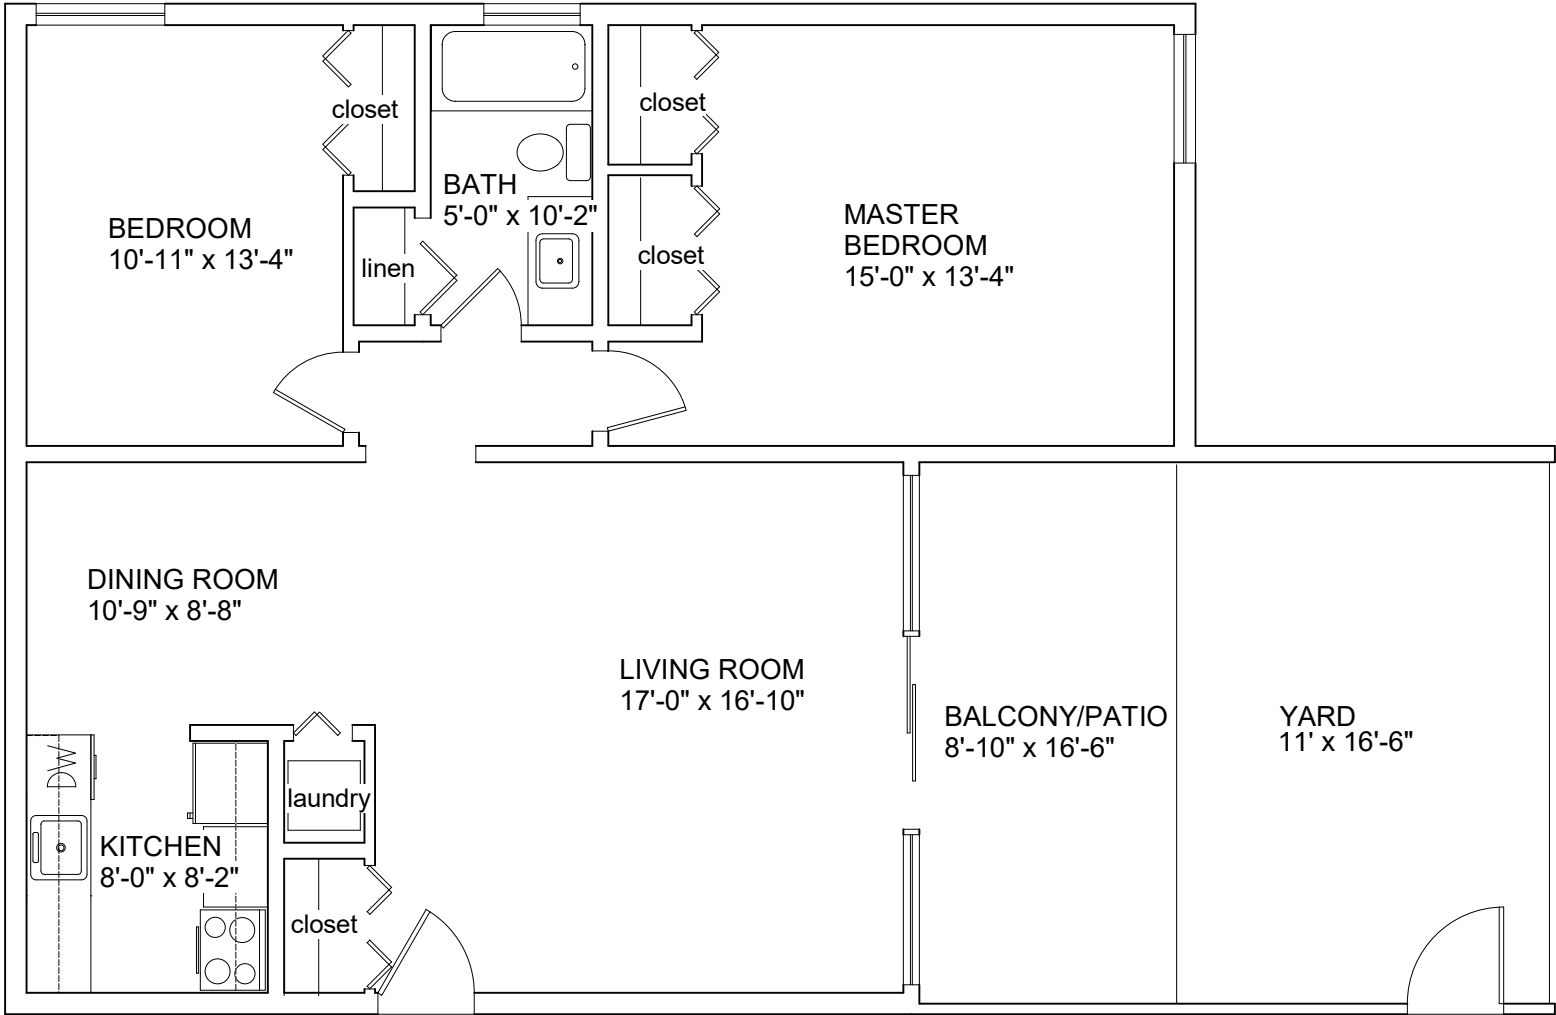 closet
closet
BATH
5'-0" x 10'-2"
BEDROOM
10'-11" x 13'-4"
linen
closet
MASTER
BEDROOM
15'-0" x 13'-4"
DINING ROOM
10'-9" x 8'-8"
LIVING ROOM
17'-0" x 16'-10"
BALCONY/PATIO
8'-10" x 16'-6"
YARD
11' x 16'-6"
DW
laundry
KITCHEN
8'-0" x 8'-2"
closet